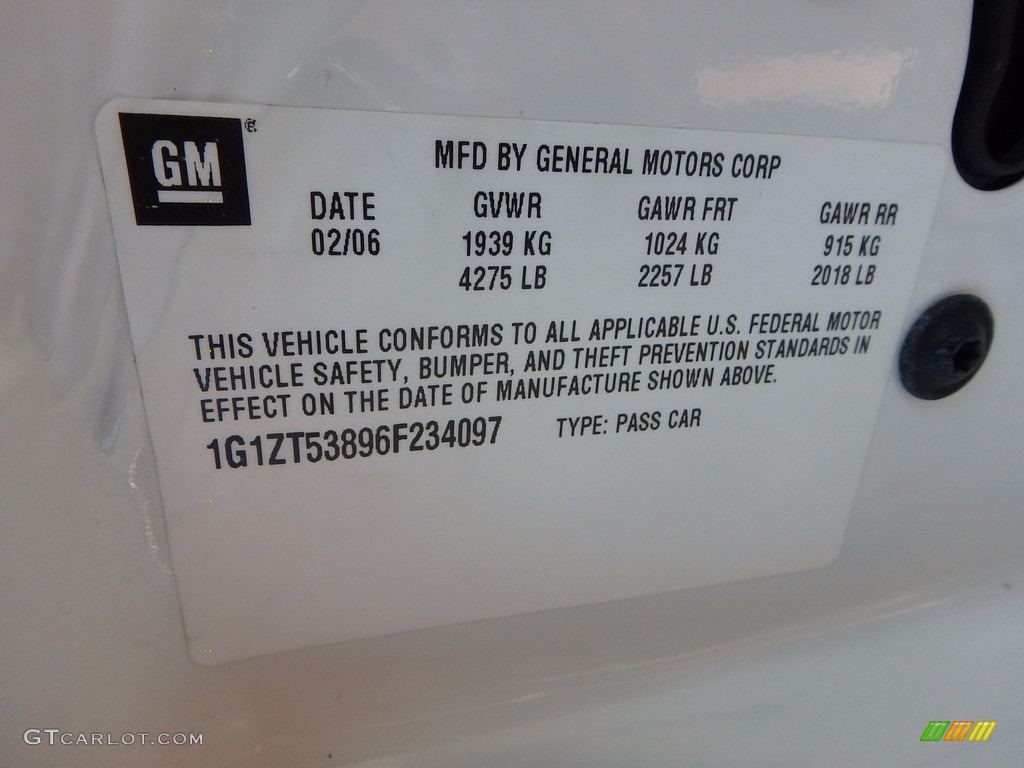 GM
MFD BY GENERAL MOTORS CORP
DATE GVWR GAWR FRT GAWR RR
02/06 1939 KG 1024 KG 915 KG
4275 LB 2257 LB 2018 LB
THIS VEHICLE CONFORMS TO ALL APPLICABLE U.S. FEDERAL MOTOR
VEHICLE SAFETY, BUMPER, AND THEFT PREVENTION STANDARDS IN
EFFECT ON THE DATE OF MANUFACTURE SHOWN ABOVE.
1G1ZT53896F234097 TYPE: PASS CAR
GTCARLOT.COM